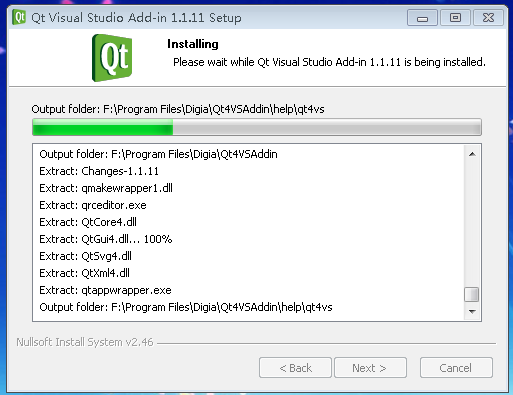 Qt Visual Studio Add-in 1.1.11 Setup
Qt
Installing
Please wait while Qt Visual Studio Add-in 1.1.11 is being installed.
Output folder: F:\Program Files\Digia\Qt4VSAddin\help\qt4vs
Output folder: F:\Program Files\Digia\Qt4VSAddin
Extract: Changes-1.1.11
Extract: qmakewrapper1.dll
Extract: qrceditor.exe
Extract: QtCore4.dll
Extract: QtGui4.dll... 100%
Extract: QtSvg4.dll
Extract: QtXml4.dll
Extract: qtappwrapper.exe
Output folder: F:\Program Files\Digia\Qt4VSAddin\help\qt4vs
Nullsoft Install System v2.46
< Back
Next >
Cancel